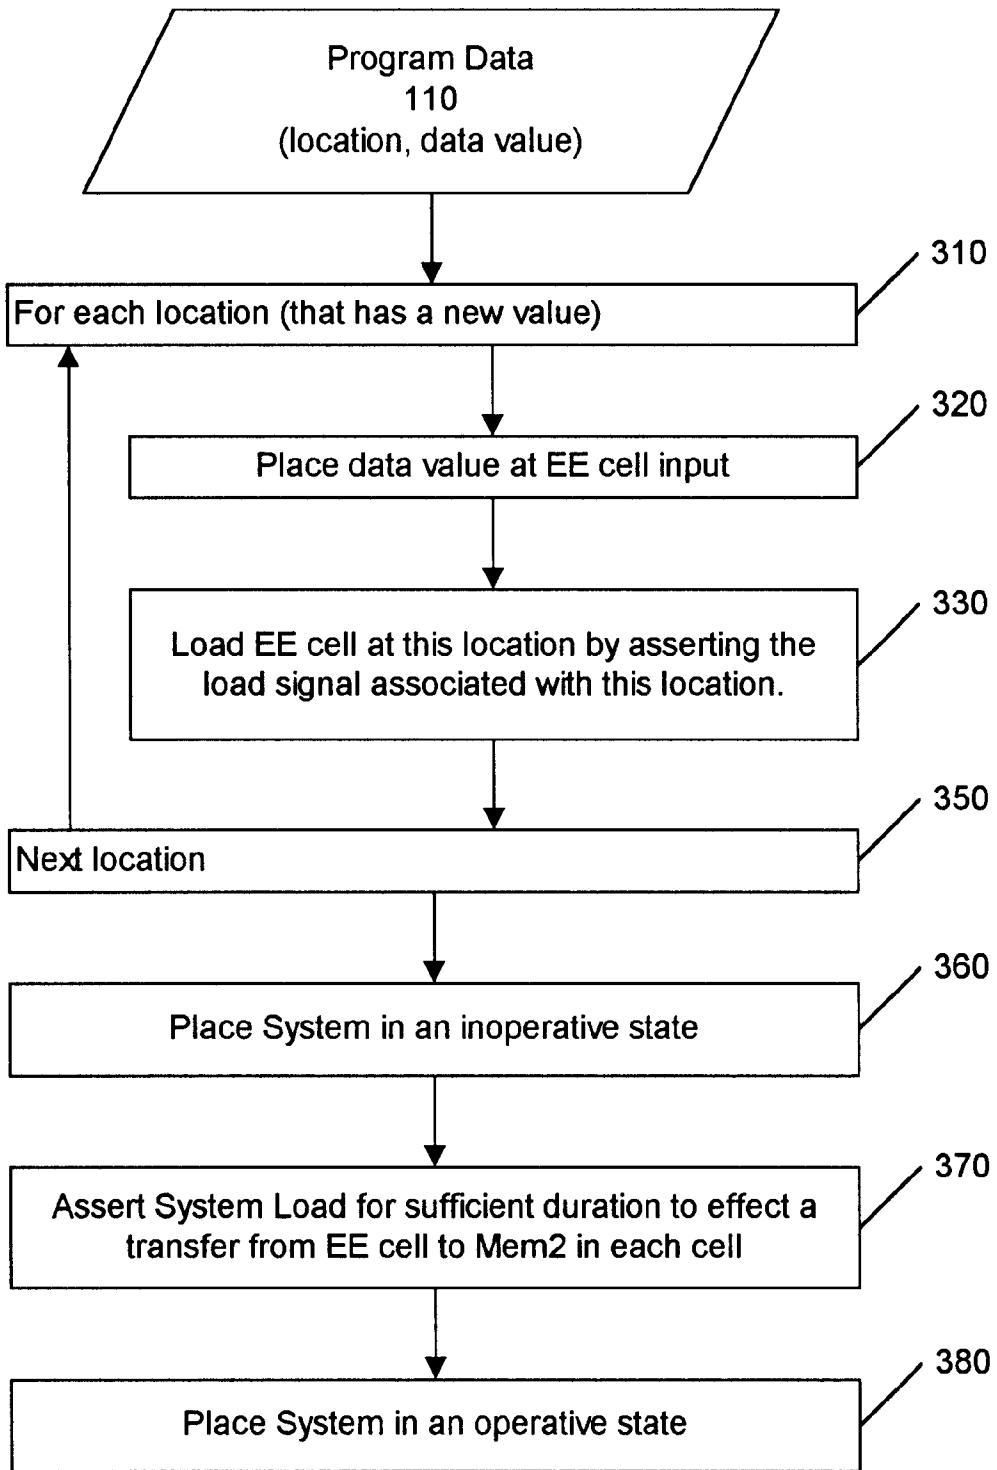 Program Data
110
(location, data value)
310
For each location (that has a new value)
320
Place data value at EE cell input
330
Load EE cell at this location by asserting the
load signal associated with this location.
350
Next location
360
Place System in an inoperative state
370
Assert System Load for sufficient duration to effect a
transfer from EE cell to Mem2 in each cell
380
Place System in an operative state